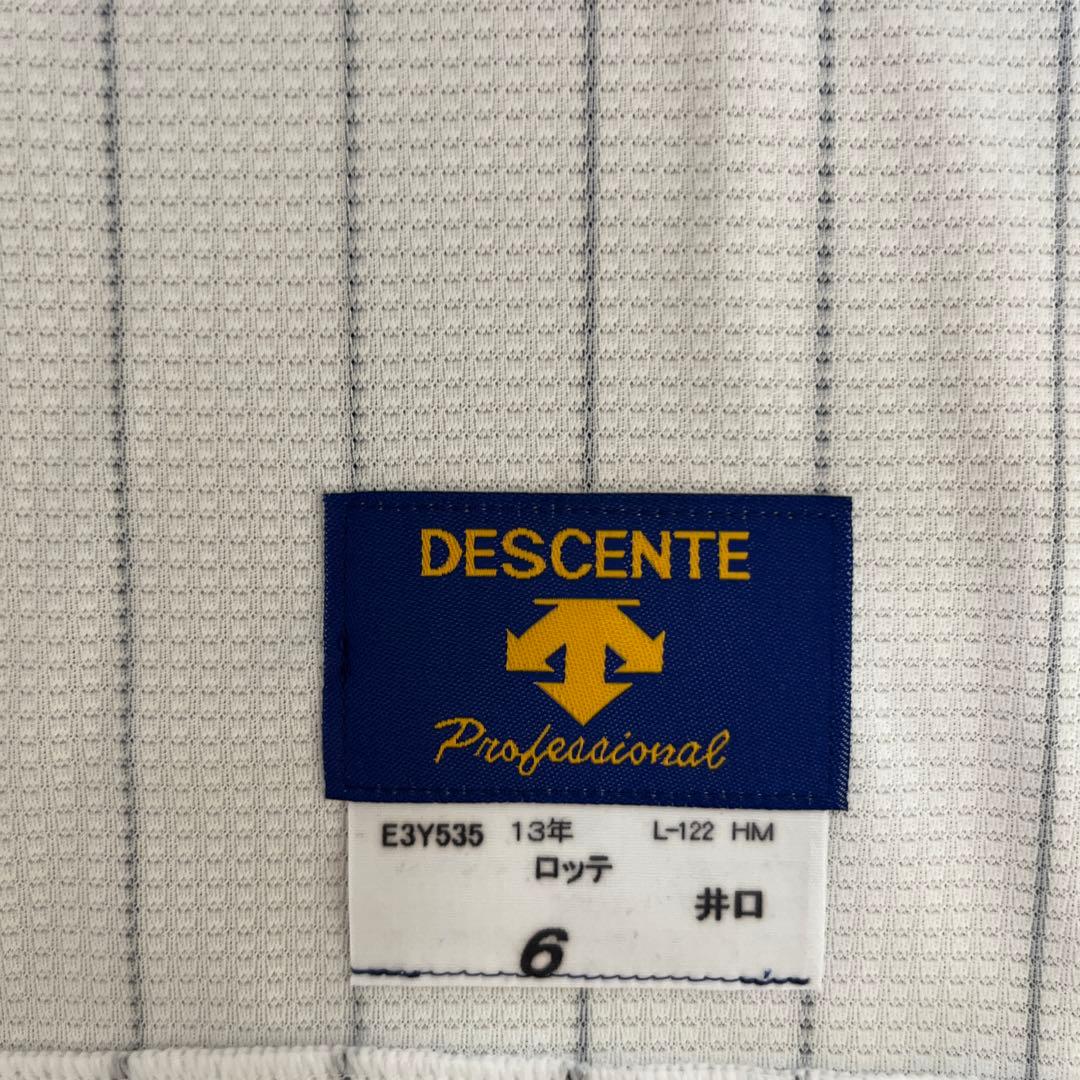 DESCENTE
Professional
E3Y535 13年 L-122 HM
ロッテ
井口
6